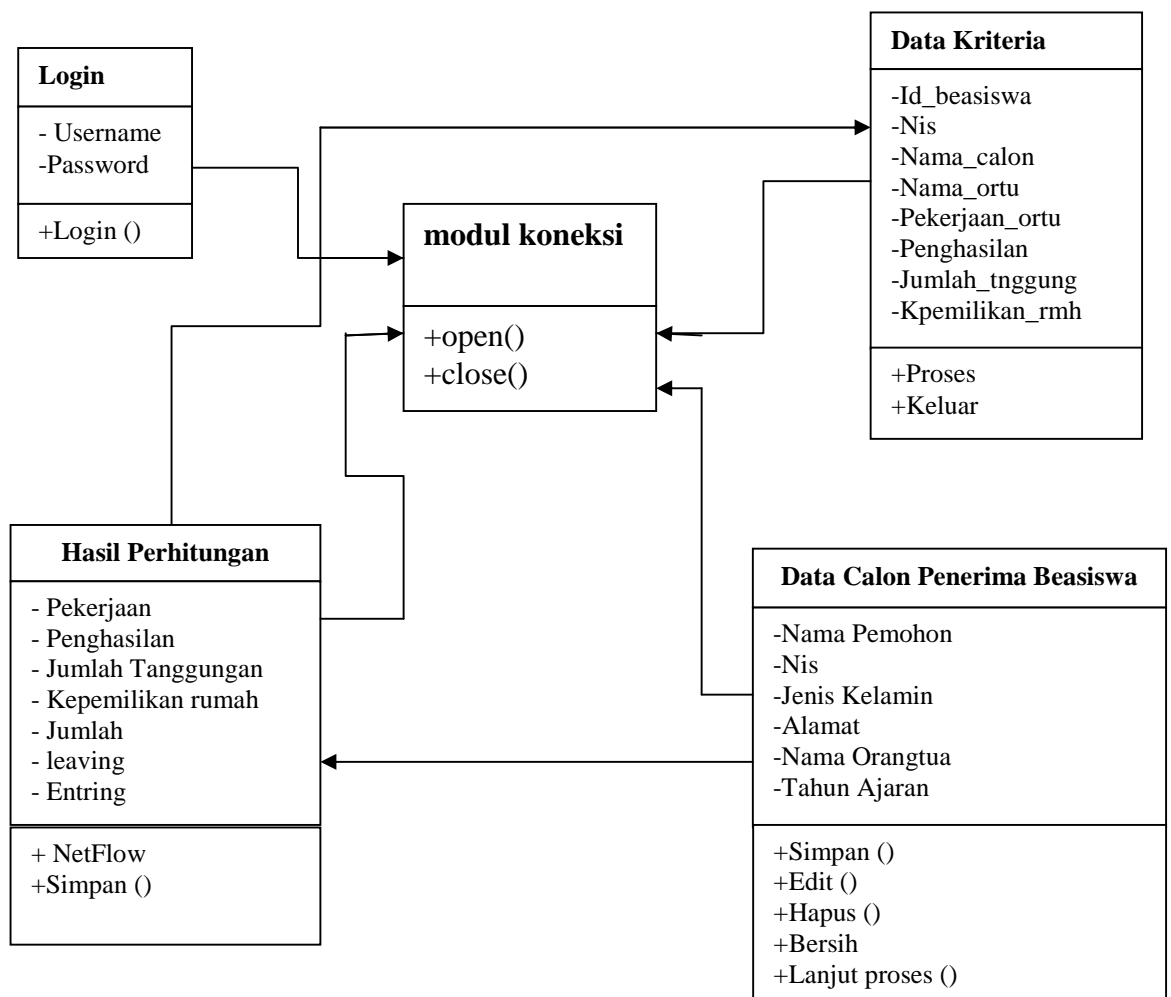 Login
- Username
-Password
+Login ()
Data Kriteria
-Id_beasiswa
-Nis
-Nama_calon
-Nama_ortu
-Pekerjaan_ortu
-Penghasilan
-Jumlah_tnggung
-Kpemilikan_rmh
+Proses
+Keluar
modul koneksi
+open()
+close()
Hasil Perhitungan
- Pekerjaan
- Penghasilan
- Jumlah Tanggungan
- Kepemilikan rumah
- Jumlah
- leaving
- Entring
+ NetFlow
+Simpan ()
Data Calon Penerima Beasiswa
-Nama Pemohon
-Nis
-Jenis Kelamin
-Alamat
-Nama Orangtua
-Tahun Ajaran
+Simpan ()
+Edit ()
+Hapus ()
+Bersih
+Lanjut proses ()